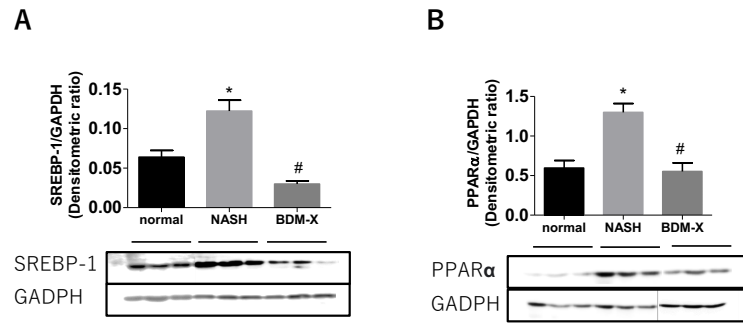 A
SREBP-1/GAPDH
(Densitometric ratio)
0.15
0.10
0.05
0.00
*
#
normal NASH BDM-X
SREBP-1
GADPH
B
PPARα/GAPDH
(Densitometric ratio)
1.5
1.0
0.5
0.0
*
#
normal NASH BDM-X
PPARα
GADPH